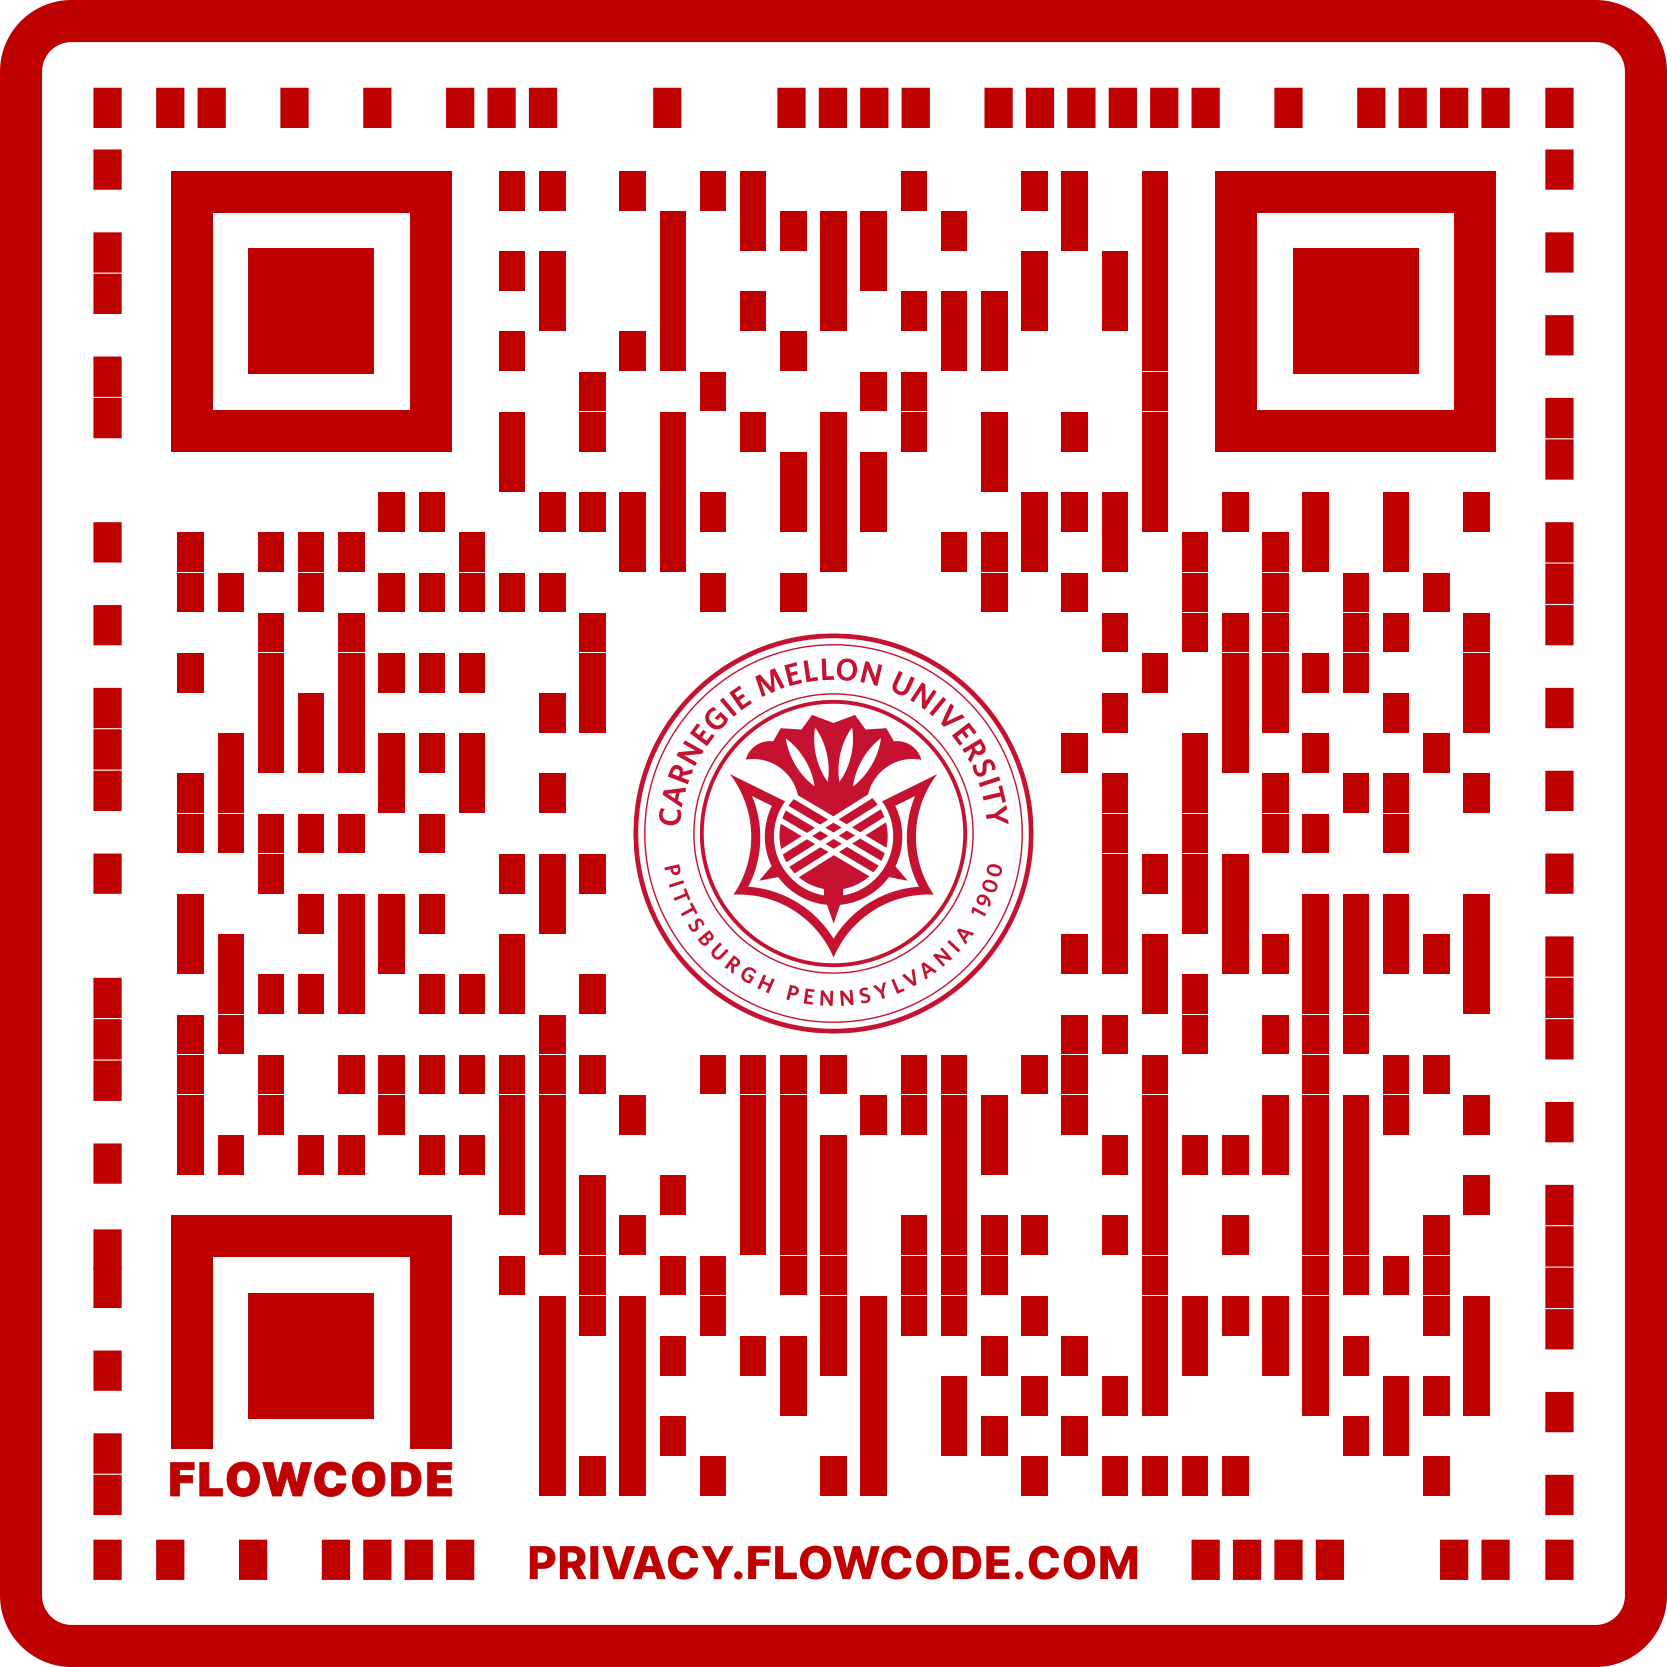 CARNEGIE MELLON UNIVERSITY
PITTSBURGH PENNSYLVANIA 1900
FLOWCODE
PRIVACY.FLOWCODE.COM